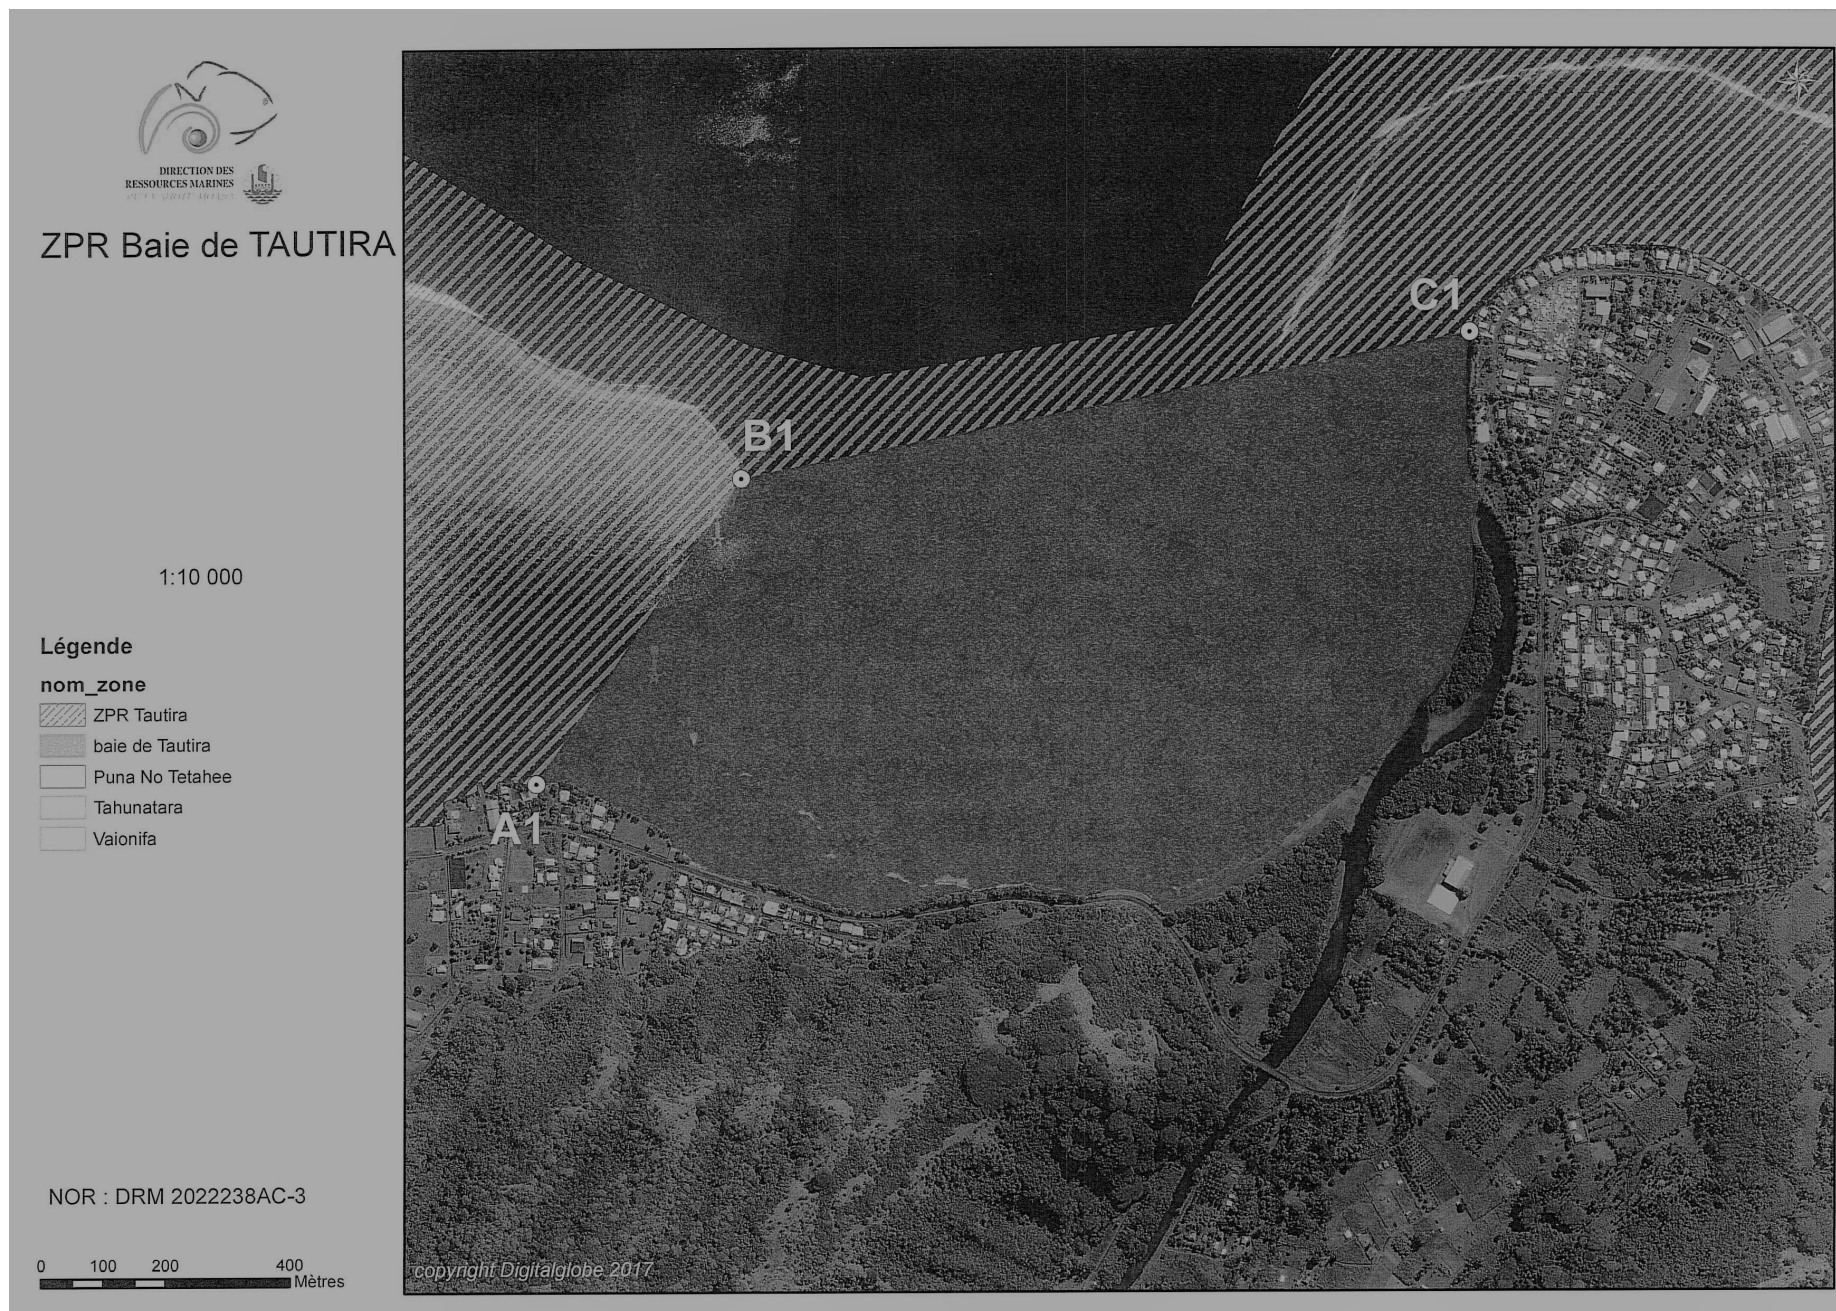 DIRECTION DES
RESSOURCES MARINES
ZPR Baie de TAUTIRA
1:10 000
Légende
nom_zone
ZPR Tautira
baie de Tautira
Puna No Tetahee
Tahunatara
Vaionifa
NOR : DRM 2022238AC-3
0 100 200 400
Mètres
C1
B1
A1
copyright Digitalglobe 2017